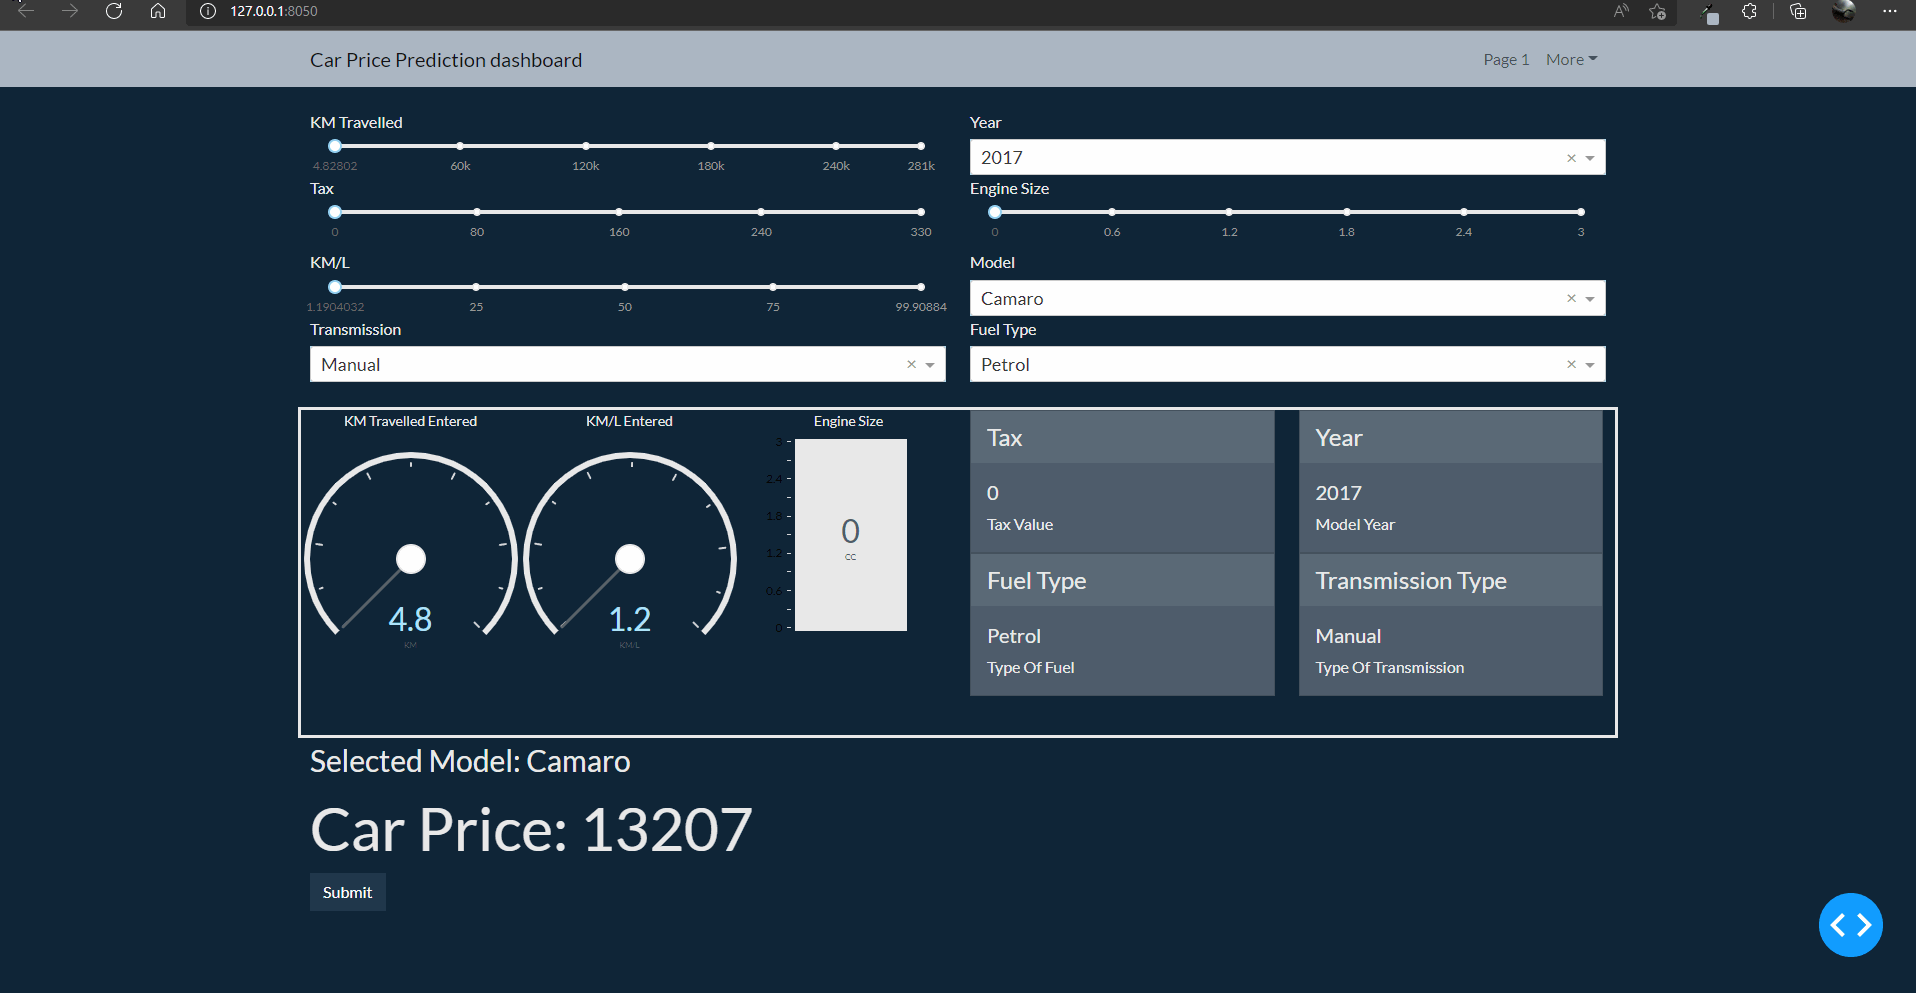 127.0.0.1:8050
Car Price Prediction dashboard
Page 1
More
KM Travelled
4.82802
60k
120k
180k
240k
281k
Year
2017
Tax
0
80
160
240
330
Engine Size
0
0.6
1.2
1.8
2.4
3
KM/L
1.1904032
25
50
75
99.90884
Model
Camaro
Transmission
Manual
Fuel Type
Petrol
KM Travelled Entered
4.8
KM
KM/L Entered
1.2
KM/L
Engine Size
3
2.4
1.8
1.2
0.6
0
0
CC
Tax
0
Tax Value
Year
2017
Model Year
Fuel Type
Petrol
Type Of Fuel
Transmission Type
Manual
Type Of Transmission
Selected Model: Camaro
Car Price: 13207
Submit